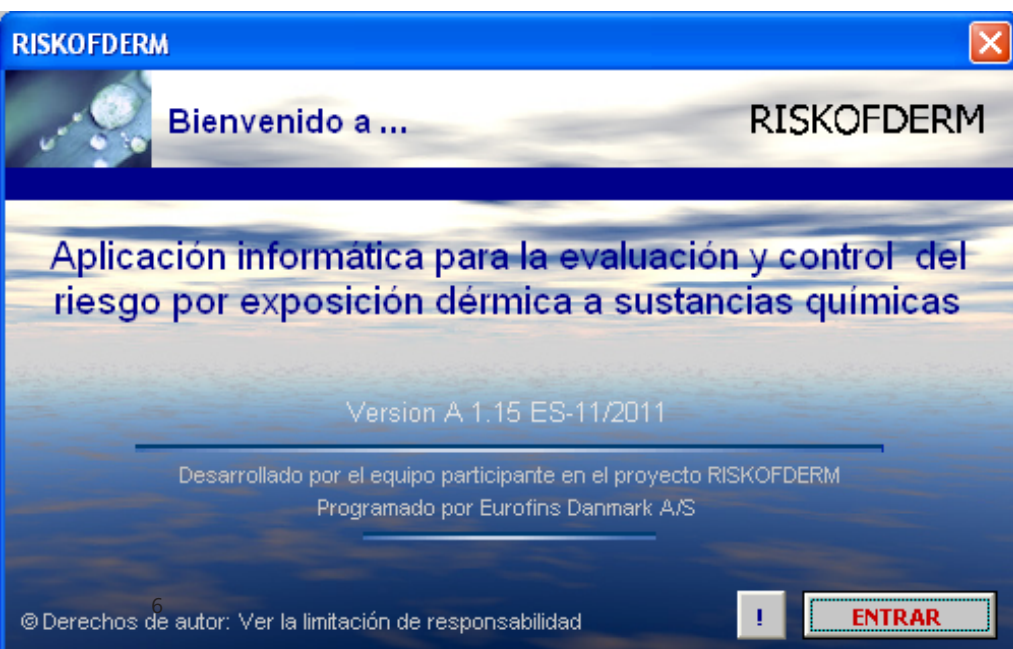 RISKOFDERM
Bienvenido a ...
RISKOFDERM
Aplicación informática para la evaluación y control del
riesgo por exposición dérmica a sustancias químicas
Version A 1.15 ES-11/2011
Desarrollado por el equipo participante en el proyecto RISKOFDERM
Programado por Eurofins Danmark A/S
6
© Derechos de autor: Ver la limitación de responsabilidad
!
ENTRAR